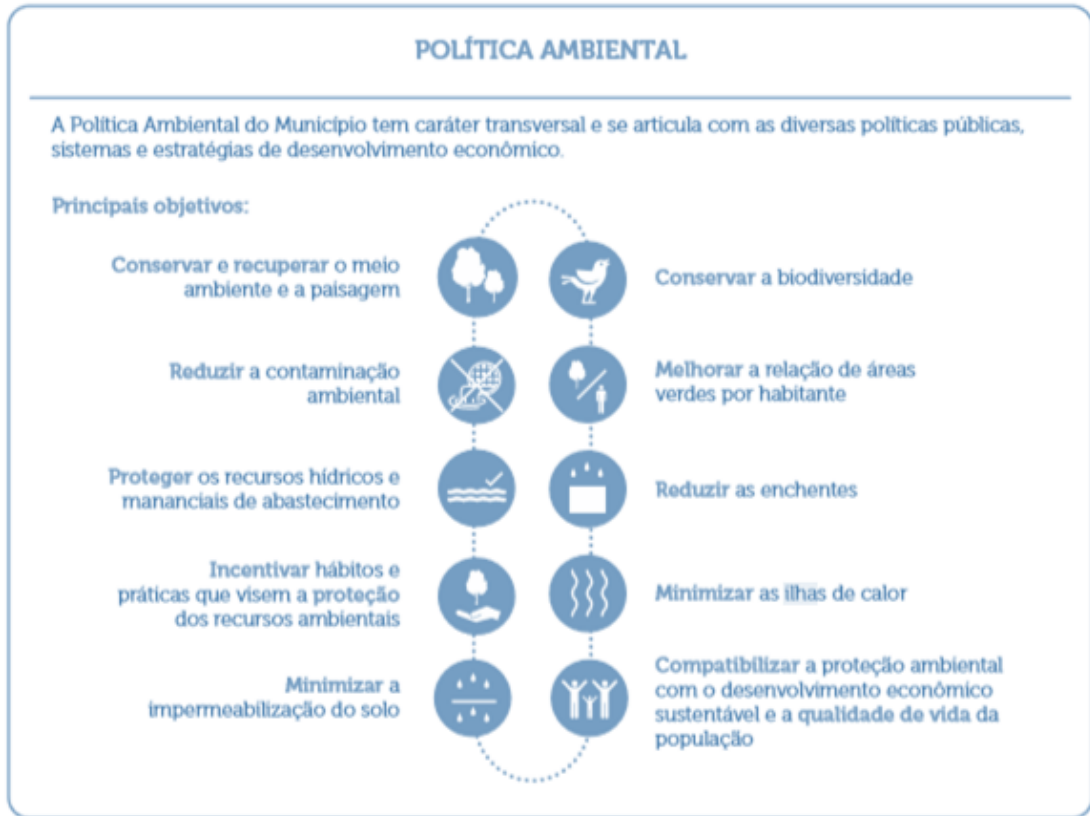 POLÍTICA AMBIENTAL
A Política Ambiental do Município tem caráter transversal e se articula com as diversas políticas públicas,
sistemas e estratégias de desenvolvimento econômico.
Principais objetivos:
Conservar e recuperar o meio
ambiente e a paisagem
Conservar a biodiversidade
Reduzir a contaminação
ambiental
Melhorar a relação de áreas
verdes por habitante
Proteger os recursos hídricos e
mananciais de abastecimento
Reduzir as enchentes
Incentivar hábitos e
práticas que visem a proteção
dos recursos ambientais
Minimizar as ilhas de calor
Minimizar a
impermeabilização do solo
Compatibilizar a proteção ambiental
com o desenvolvimento econômico
sustentável e a qualidade de vida da
população